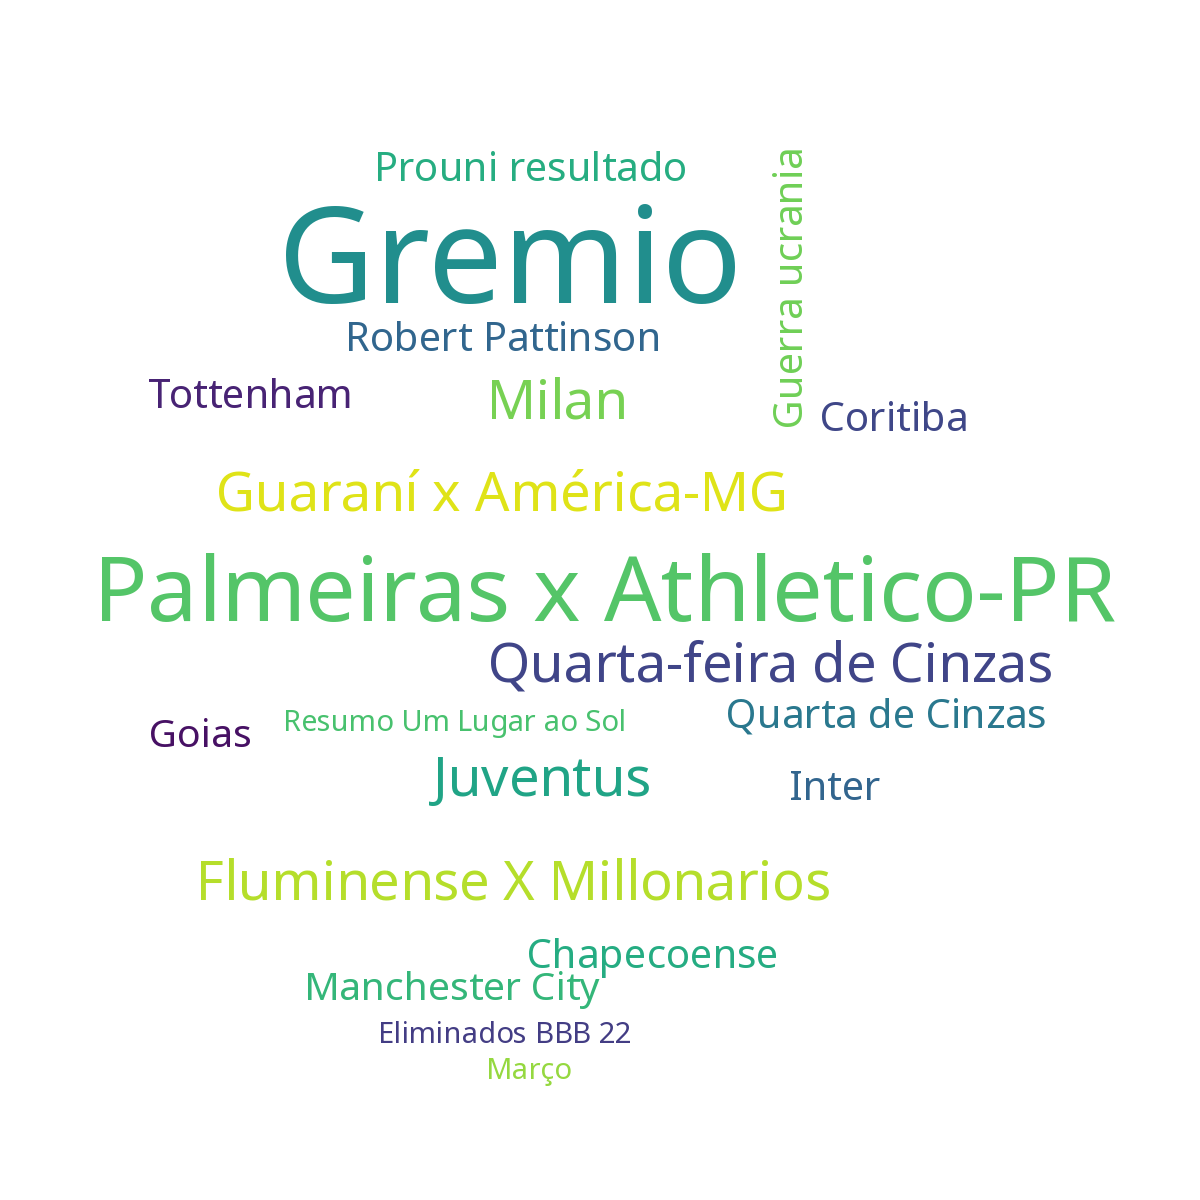 Prouni resultado
Guerra ucrania
Gremio
Robert Pattinson
Tottenham
Milan
Coritiba
Guaraní x América-MG
Palmeiras x Athletico-PR
Quarta-feira de Cinzas
Quarta de Cinzas
Resumo Um Lugar ao Sol
Goias
Juventus
Inter
Fluminense X Millonarios
Chapecoense
Manchester City
Eliminados BBB 22
Março